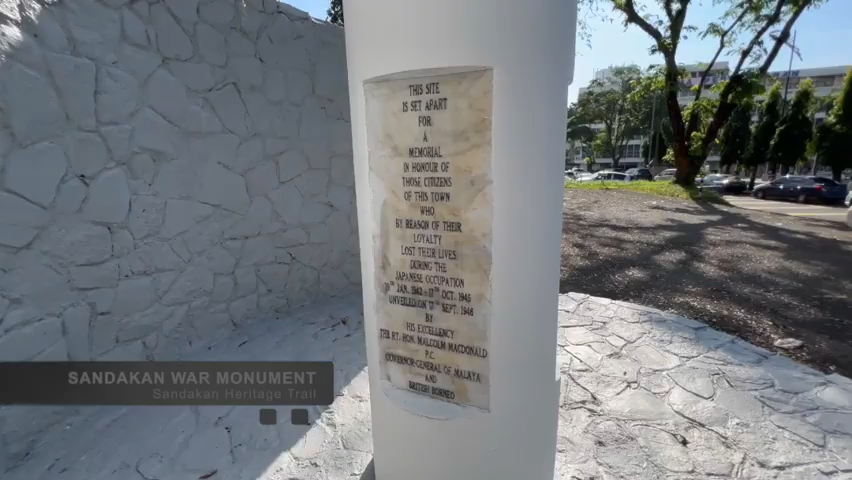 THIS SITE
IS SET APART
FOR
A
MEMORIAL
IN HONOUR OF
THOSE CITIZENS
OF THIS TOWN
WHO
BY REASON OF THEIR
LOYALTY
LOST THEIR LIVES
DURING THE
JAPANESE OCCUPATION
TH JAN. 1942 - TH OCT. 1945
UNVEILED ON TH SEPT. 1946
BY
HIS EXCELLENCY
THE RT. HON. MALCOLM MACDONALD
P.C.
GOVERNOR-GENERAL OF MALAYA
AND
BRITISH BORNEO
SANDAKAN WAR MONUMENT
Sandakan Heritage Trail